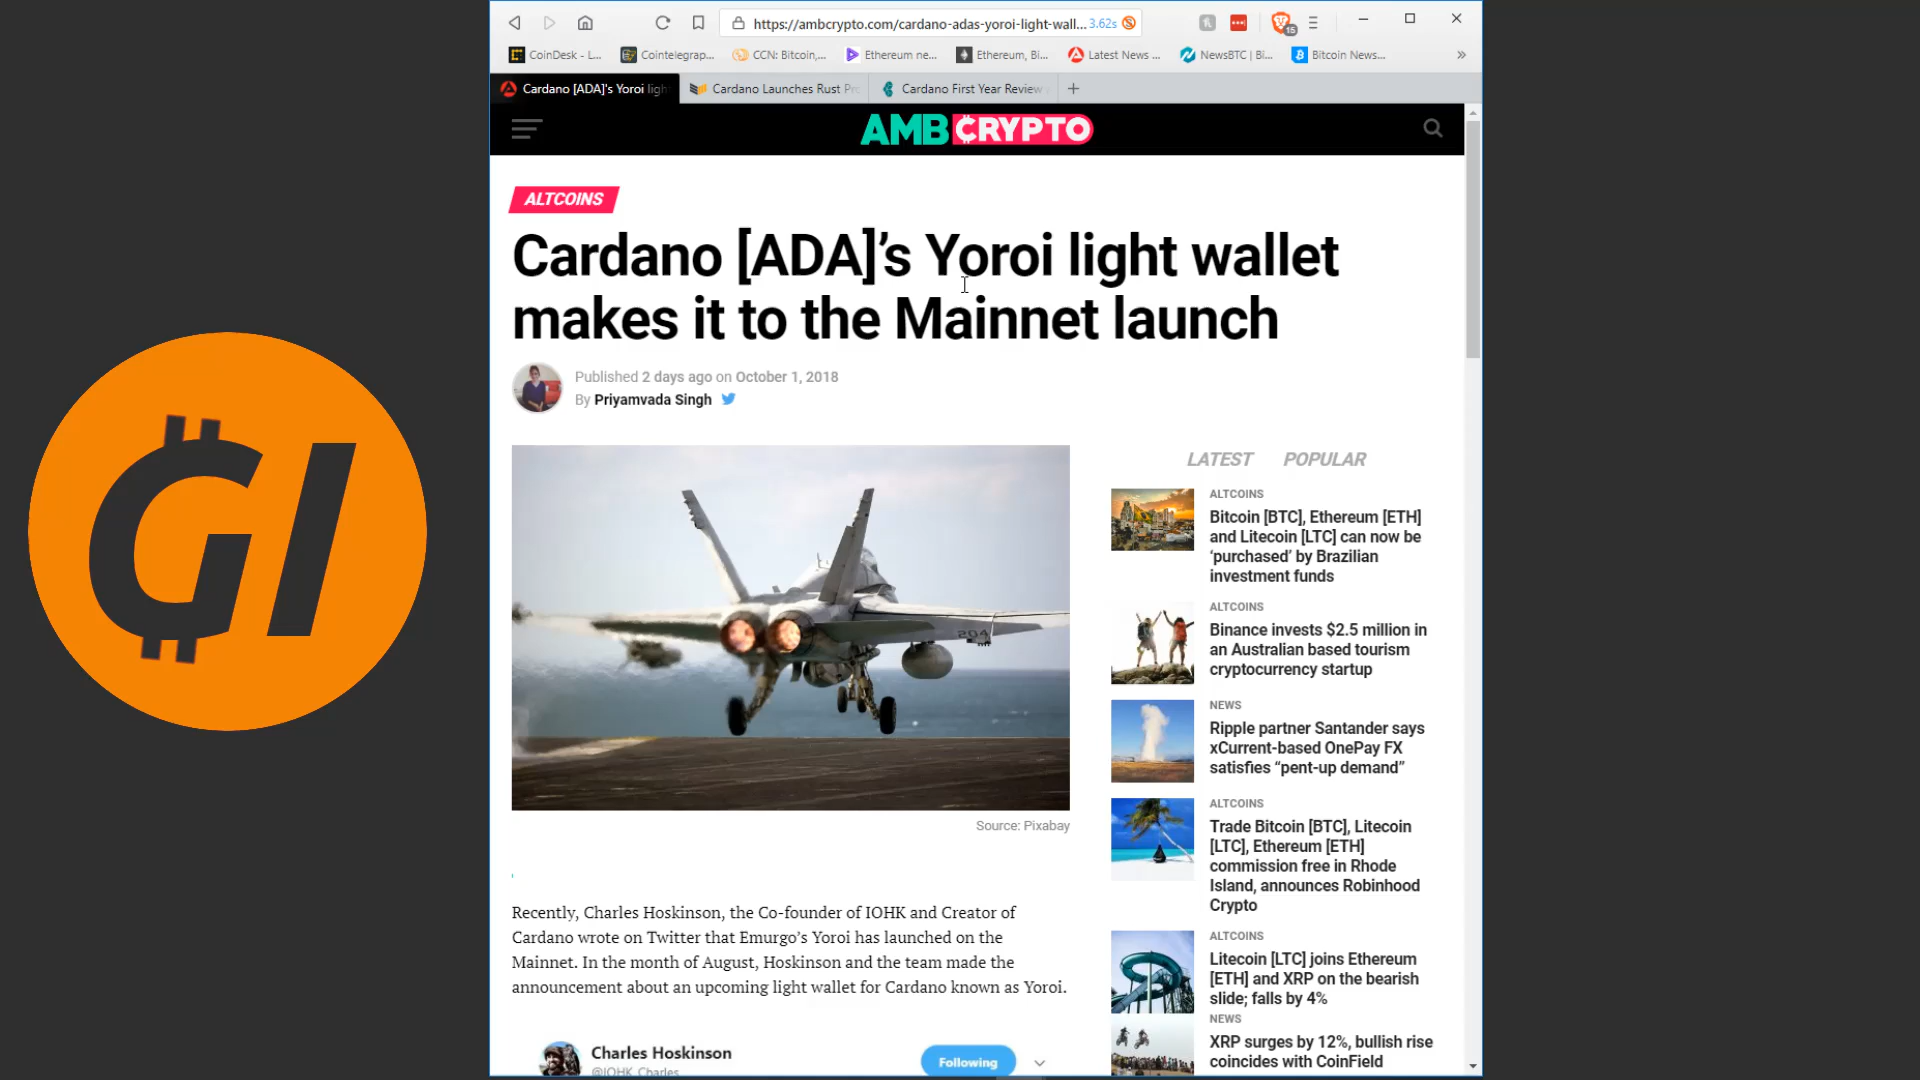 https://ambcrypto.com/cardano-adas-yoroi-light-wall... 3.62s
15
CoinDesk - L...
Cointelegrap...
CCN: Bitcoin,...
Ethereum ne...
Ethereum, Bi...
Latest News ...
NewsBTC | Bi...
Bitcoin News...
Cardano [ADA]'s Yoroi ligh
Cardano Launches Rust Pr
Cardano First Year Review
AMBCRYPTO
ALTCOINS
Cardano [ADA]’s Yoroi light wallet
makes it to the Mainnet launch
Published 2 days ago on October 1, 2018
By Priyamvada Singh
GI
204
Source: Pixabay
Recently, Charles Hoskinson, the Co-founder of IOHK and Creator of
Cardano wrote on Twitter that Emurgo’s Yoroi has launched on the
Mainnet. In the month of August, Hoskinson and the team made the
announcement about an upcoming light wallet for Cardano known as Yoroi.
Charles Hoskinson
@IOHK_Charles
Following
LATEST POPULAR
ALTCOINS
Bitcoin [BTC], Ethereum [ETH]
and Litecoin [LTC] can now be
‘purchased’ by Brazilian
investment funds
ALTCOINS
Binance invests $2.5 million in
an Australian based tourism
cryptocurrency startup
NEWS
Ripple partner Santander says
xCurrent-based OnePay FX
satisfies “pent-up demand”
ALTCOINS
Trade Bitcoin [BTC], Litecoin
[LTC], Ethereum [ETH]
commission free in Rhode
Island, announces Robinhood
Crypto
ALTCOINS
Litecoin [LTC] joins Ethereum
[ETH] and XRP on the bearish
slide; falls by 4%
NEWS
XRP surges by 12%, bullish rise
coincides with CoinField